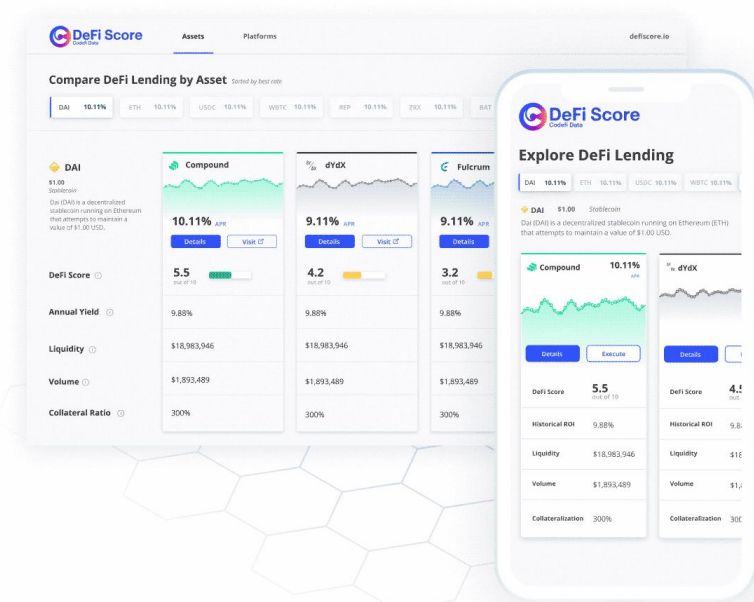 DeFi Score
Codefi Data
Assets
Platforms
defiscore.io
Compare DeFi Lending by Asset Sorted by best rate
DAI 10.11%
ETH 10.11%
USDC 10.11%
WBTC 10.11%
REP 10.11%
ZRX 10.11%
BAT
DAI
$1.00
Stablecoin
Dai (DAI) is a decentralized
stablecoin running on Ethereum
that attempts to maintain a
value of $1.00 USD.
Compound
dYdX
Fulcrum
10.11% APR
9.11% APR
9.11% APR
Details
Visit
Details
Visit
Details
DeFi Score
5.5
out of 10
4.2
out of 10
3.2
out of 10
Annual Yield
9.88%
9.88%
9.88%
Liquidity
$18,983,946
$18,983,946
$18,983,946
Volume
$1,893,489
$1,893,489
$1,893,489
Collateral Ratio
300%
300%
300%
DeFi Score
Codefi Data
Explore DeFi Lending
DAI 10.11%
ETH 10.11%
USDC 10.11%
WBTC 10.11%
DAI $1.00 Stablecoin
Dai (DAI) is a decentralized stablecoin running on Ethereum (ETH)
that attempts to maintain a value of $1.00 USD.
Compound 10.11%
APR
dYdX
Details
Execute
Details
DeFi Score 5.5
out of 10
DeFi Score 4.5
out
Historical ROI 9.88%
Historical ROI 9.8
Liquidity $18,983,946
Liquidity $18
Volume $1,893,489
Volume $1,
Collateralization 300%
Collateralization 300